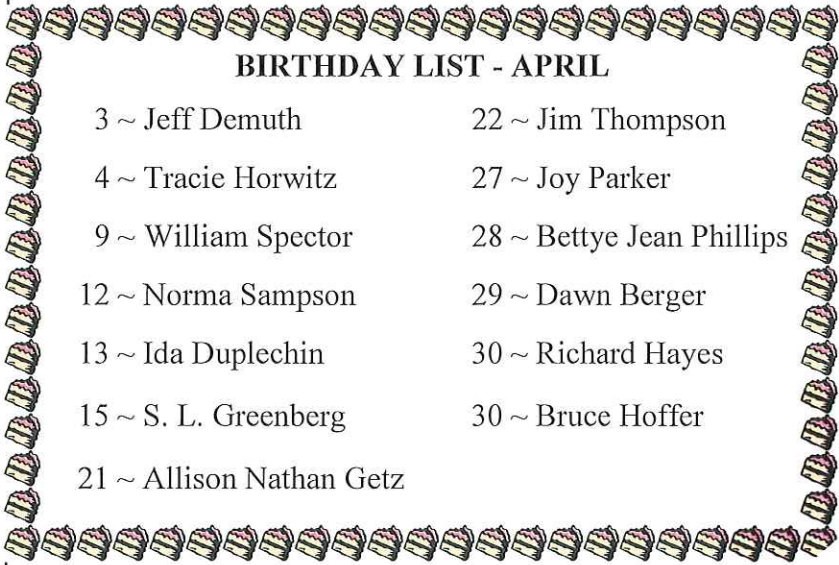 BIRTHDAY LIST - APRIL
3 ~ Jeff Demuth
4 ~ Tracie Horwitz
9 ~ William Spector
12 ~ Norma Sampson
13 ~ Ida Duplechin
15 ~ S. L. Greenberg
21 ~ Allison Nathan Getz
22 ~ Jim Thompson
27 ~ Joy Parker
28 ~ Bettye Jean Phillips
29 ~ Dawn Berger
30 ~ Richard Hayes
30 ~ Bruce Hoffer